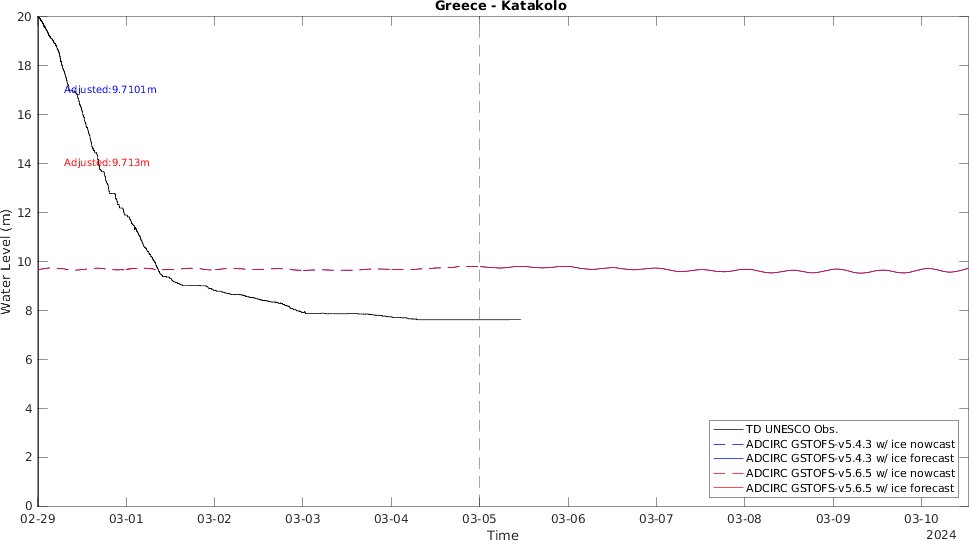 Greece - Katakolo
Water Level (m)
20
18
16
14
12
10
8
6
4
2
0
Adjusted:9.7101m
Adjusted:9.713m
TD UNESCO Obs.
ADCIRC GSTOFS-v5.4.3 w/ ice nowcast
ADCIRC GSTOFS-v5.4.3 w/ ice forecast
ADCIRC GSTOFS-v5.6.5 w/ ice nowcast
ADCIRC GSTOFS-v5.6.5 w/ ice forecast
02-29 03-01 03-02 03-03 03-04 03-05 03-06 03-07 03-08 03-09 03-10
Time
2024